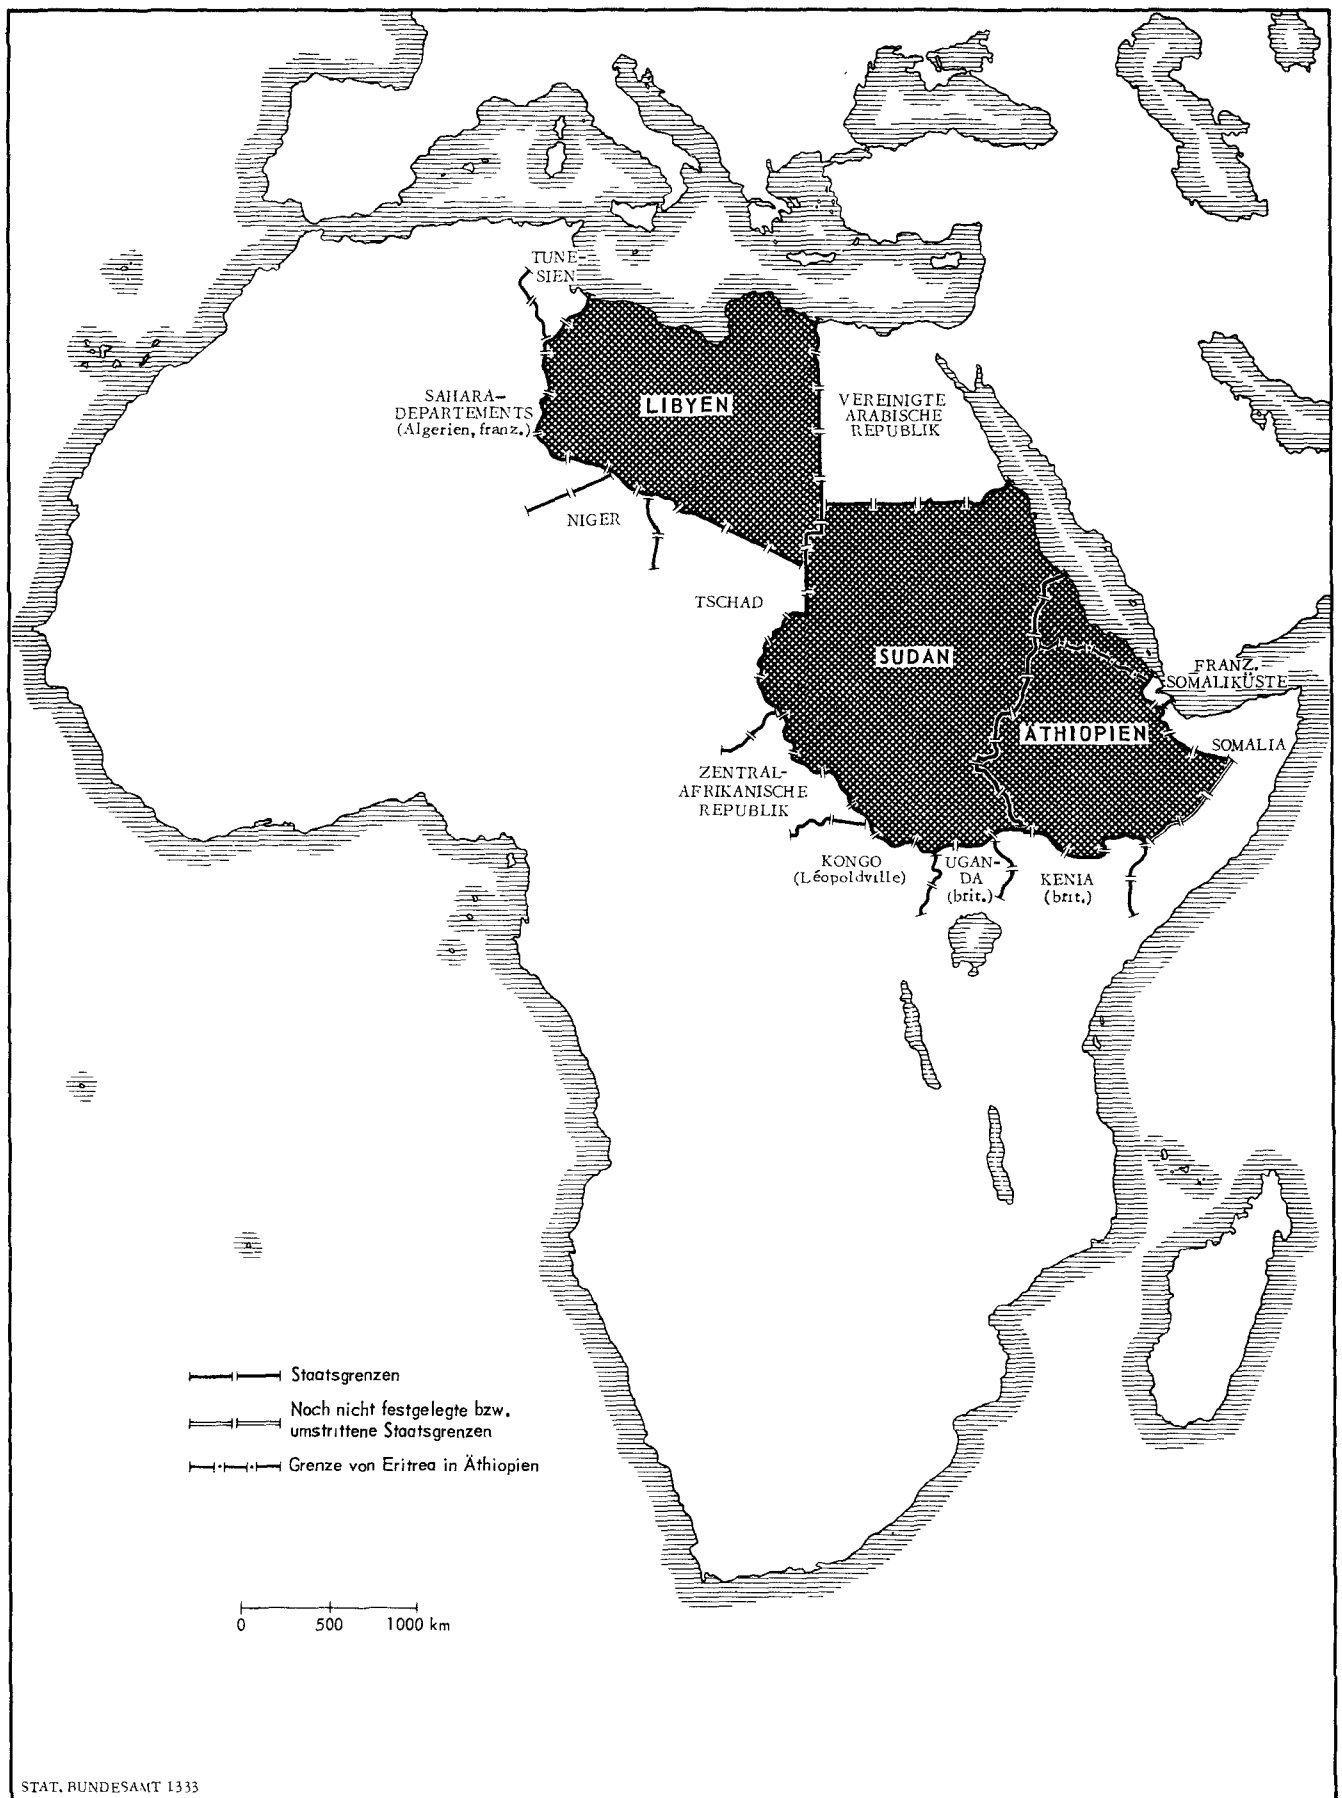 TUNE-
SIEN
SAHARA-
DEPARTEMENTS
(Algerien, franz.)
LIBYEN
VEREINIGTE
ARABISCHE
REPUBLIK
NIGER
TSCHAD
SUDAN
FRANZ.
SOMALIKÜSTE
ÄTHIOPIEN
SOMALIA
ZENTRAL-
AFRIKANISCHE
REPUBLIK
KONGO
(Léopoldville)
UGAN-
DA
(brit.)
KENIA
(brit.)
Staatsgrenzen
Noch nicht festgelegte bzw.
umstrittene Staatsgrenzen
Grenze von Eritrea in Äthiopien
0 500 1000 km
STAT. BUNDESAMT 1333